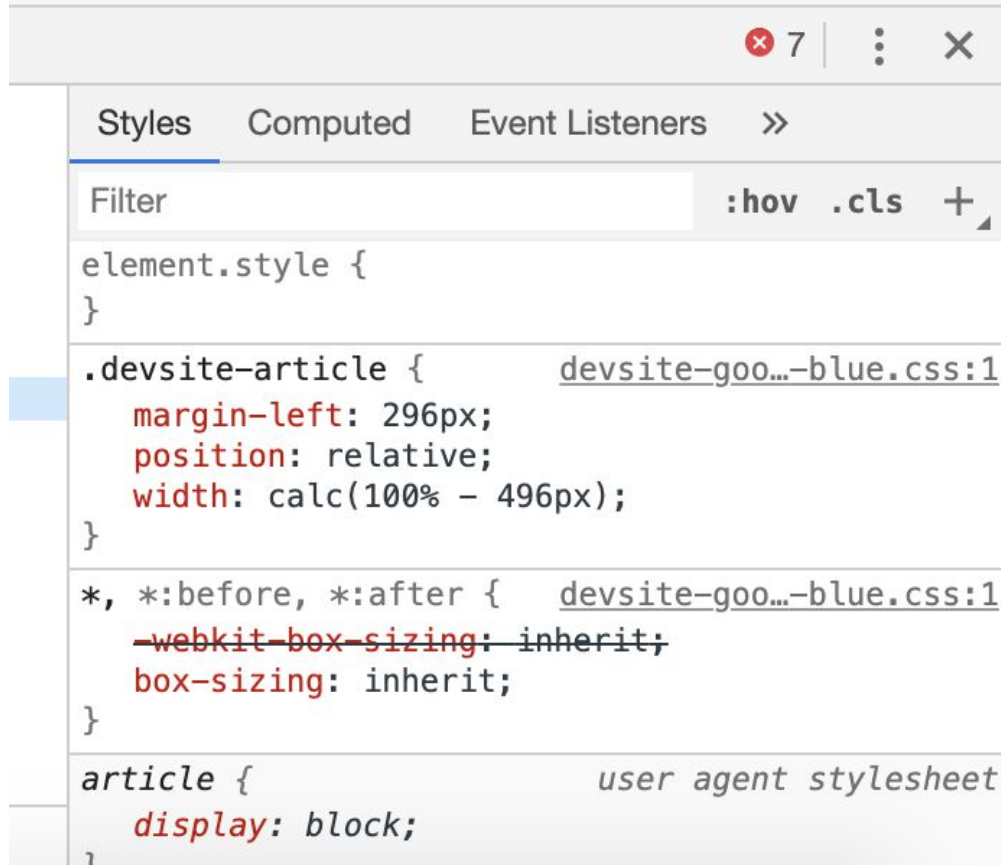 7
Styles Computed Event Listeners »
Filter :hov .cls +
element.style {
}
.devsite-article { devsite-goo…-blue.css:1
margin-left: 296px;
position: relative;
width: calc(100% - 496px);
}
*, *:before, *:after { devsite-goo…-blue.css:1
-webkit-box-sizing: inherit;
box-sizing: inherit;
}
article { user agent stylesheet
display: block;
}